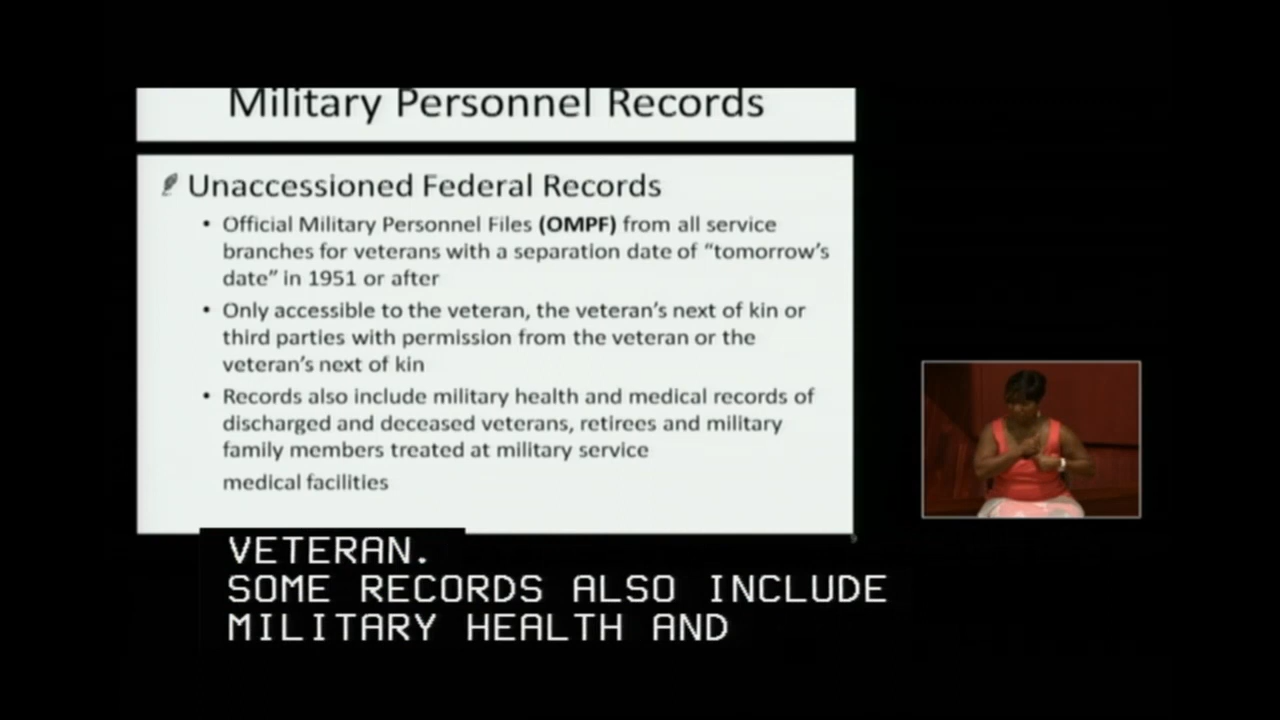 Military Personnel Records
Unaccessioned Federal Records
• Official Military Personnel Files (OMPF) from all service
branches for veterans with a separation date of “tomorrow’s
date” in 1951 or after
• Only accessible to the veteran, the veteran’s next of kin or
third parties with permission from the veteran or the
veteran’s next of kin
• Records also include military health and medical records of
discharged and deceased veterans, retirees and military
family members treated at military service
medical facilities
VETERAN.
SOME RECORDS ALSO INCLUDE
MILITARY HEALTH AND